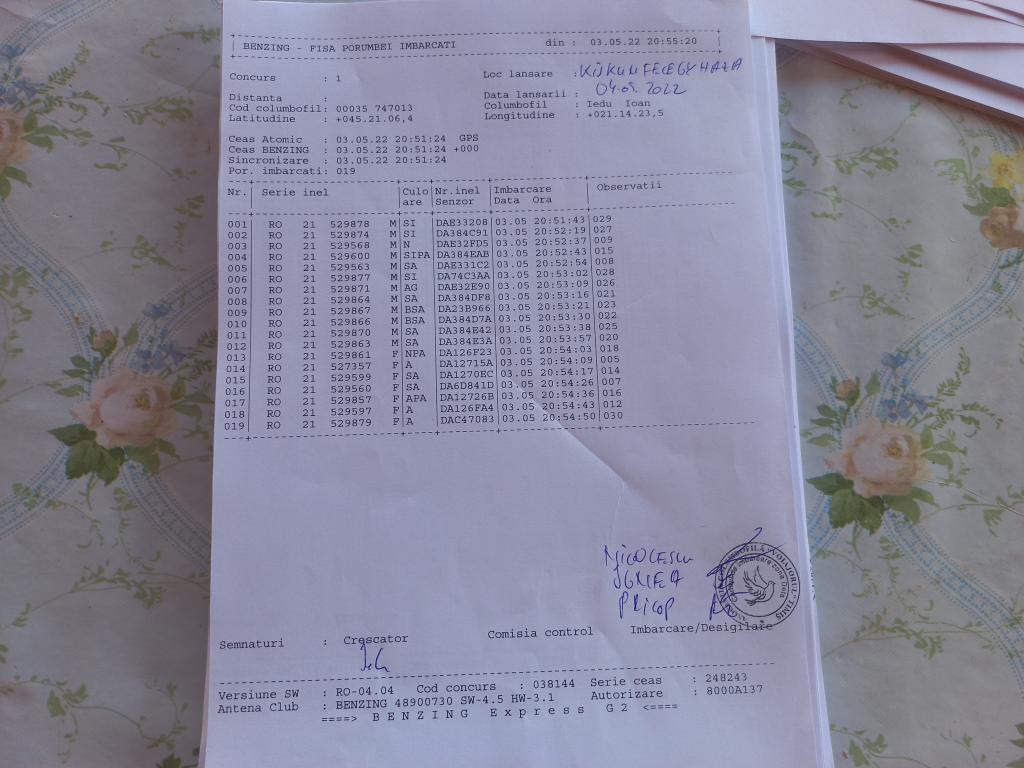 BENZING - FISA PORUMBEI IMBARCATI din : 03.05.22 20:55:20
Concurs : 1 Loc lansare : KISKUNFELEGYHAZA
Distanta : Data lansarii : 04.05.2022
Cod columbofil: 00035 747013 Columbofil : Iedu Ioan
Latitudine : +045.21.06,4 Longitudine : +021.14.23,5
Ceas Atomic : 03.05.22 20:51:24 GPS
Ceas BENZING : 03.05.22 20:51:24 +000
Sincronizare : 03.05.22 20:51:24
Por. imbarcati: 019
Nr. Serie inel Culo Nr.inel Imbarcare Observatii
are Senzor Data Ora
001 RO 21 529878 M SI DAE33208 03.05 20:51:43 029
002 RO 21 529874 M SI DA384C91 03.05 20:52:19 027
003 RO 21 529568 M N DAE32FD5 03.05 20:52:37 009
004 RO 21 529600 M SIPA DA384EAB 03.05 20:52:43 015
005 RO 21 529563 M SA DAE331C2 03.05 20:52:54 008
006 RO 21 529877 M SI DA74C3AA 03.05 20:53:02 028
007 RO 21 529871 M AG DAE32E90 03.05 20:53:09 026
008 RO 21 529864 M SA DA384DF8 03.05 20:53:16 021
009 RO 21 529867 M BSA DA23B966 03.05 20:53:21 023
010 RO 21 529866 M BSA DA384D7A 03.05 20:53:30 022
011 RO 21 529870 M SA DA384E42 03.05 20:53:38 025
012 RO 21 529863 M SA DA384E3A 03.05 20:53:57 020
013 RO 21 529861 F NPA DA126F23 03.05 20:54:03 018
014 RO 21 527357 F A DA12715A 03.05 20:54:09 005
015 RO 21 529599 F SA DA1270EC 03.05 20:54:17 014
016 RO 21 529560 F SA DA6D841D 03.05 20:54:26 007
017 RO 21 529857 F APA DA12726B 03.05 20:54:36 016
018 RO 21 529597 F A DA126FA4 03.05 20:54:43 012
019 RO 21 529879 F A DAC47083 03.05 20:54:50 030
NICOLESCU
PRICOP
Semnaturi : Crescator Comisia control Imbarcare/Desigilare
Versiune SW : RO-04.04 Cod concurs : 038144 Serie ceas : 248243
Antena Club : BENZING 48900730 SW-4.5 HW-3.1 Autorizare : 8000A137
====> B E N Z I N G E x p r e s s G 2 <====